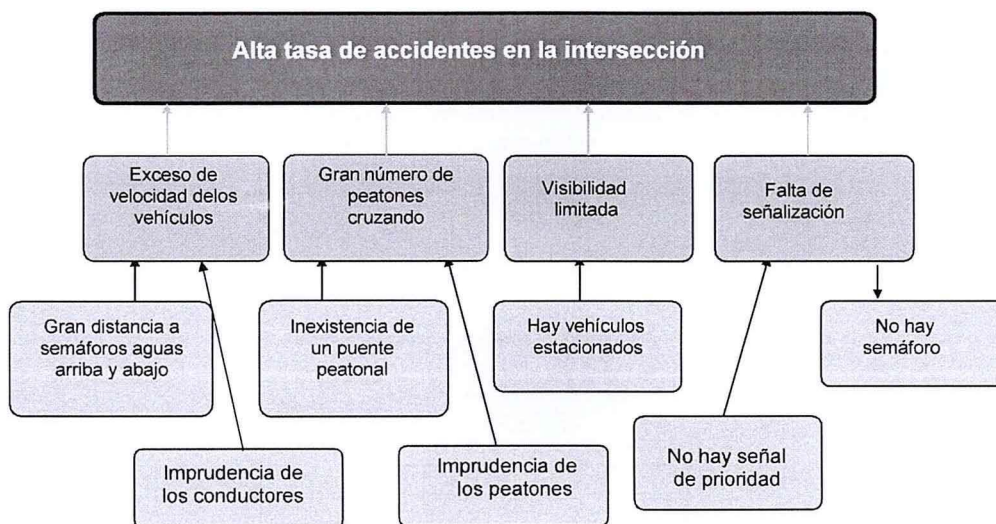 Alta tasa de accidentes en la intersección
Exceso de
velocidad delos
vehículos
Gran número de
peatones
cruzando
Visibilidad
limitada
Falta de
señalización
Gran distancia a
semáforos aguas
arriba y abajo
Inexistencia de
un puente
peatonal
Hay vehículos
estacionados
No hay
semáforo
Imprudencia de
los conductores
Imprudencia de
los peatones
No hay señal
de prioridad